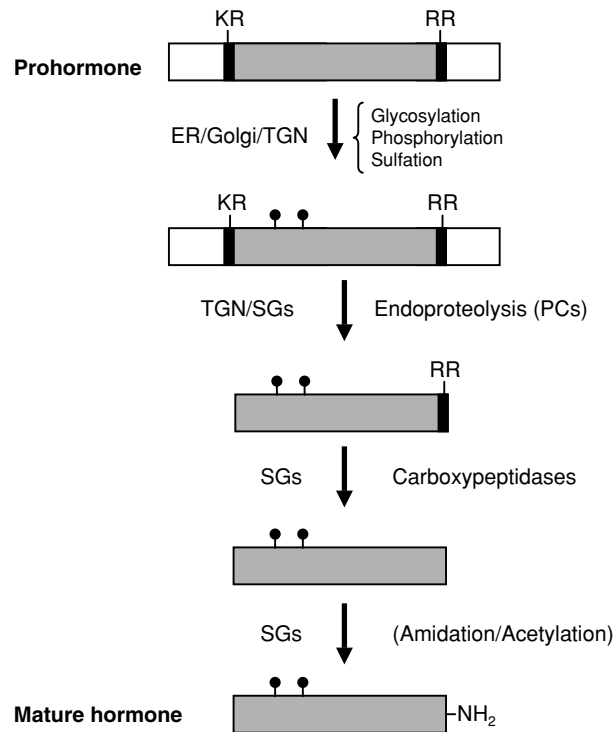 KR RR
Prohormone
ER/Golgi/TGN
Glycosylation
Phosphorylation
Sulfation
KR RR
TGN/SGs Endoproteolysis (PCs)
RR
SGs Carboxypeptidases
SGs (Amidation/Acetylation)
Mature hormone
NH₂